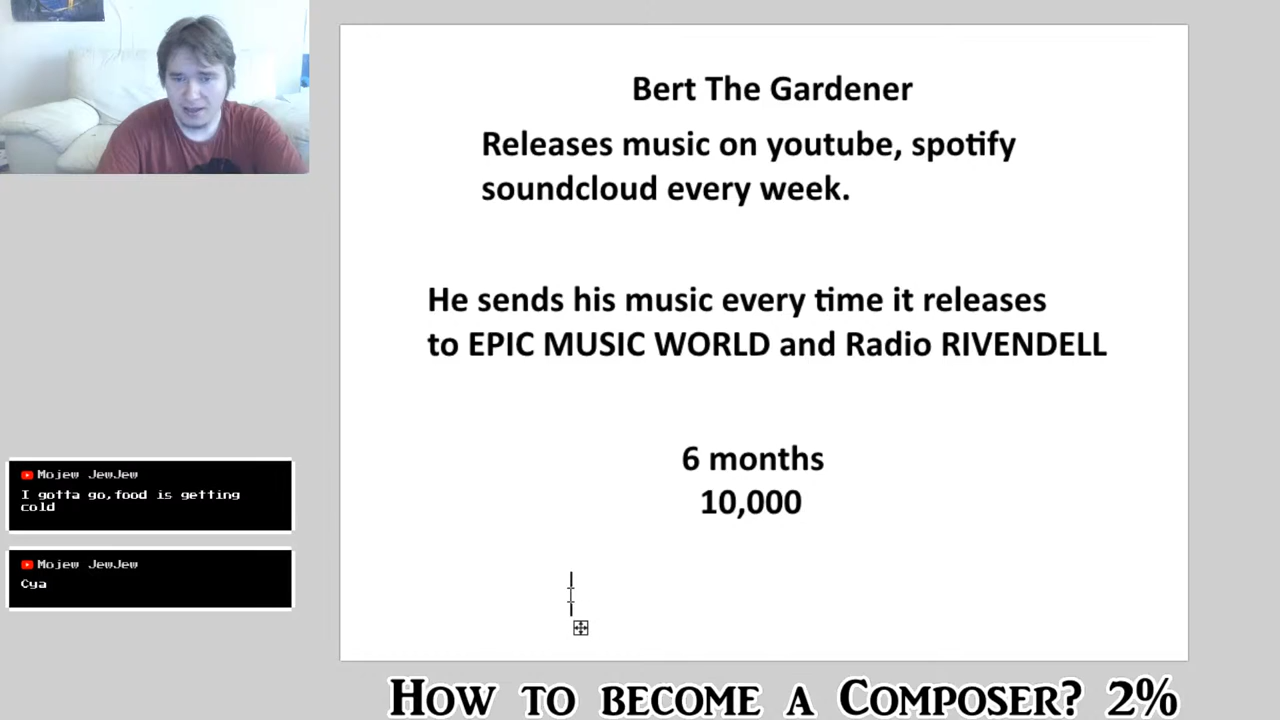 Bert The Gardener
Releases music on youtube, spotify
soundcloud every week.
He sends his music every time it releases
to EPIC MUSIC WORLD and Radio RIVENDELL
6 months
10,000
Mojew JewJew
I gotta go,food is getting
cold
Mojew JewJew
Cya
How to become a Composer? 2%